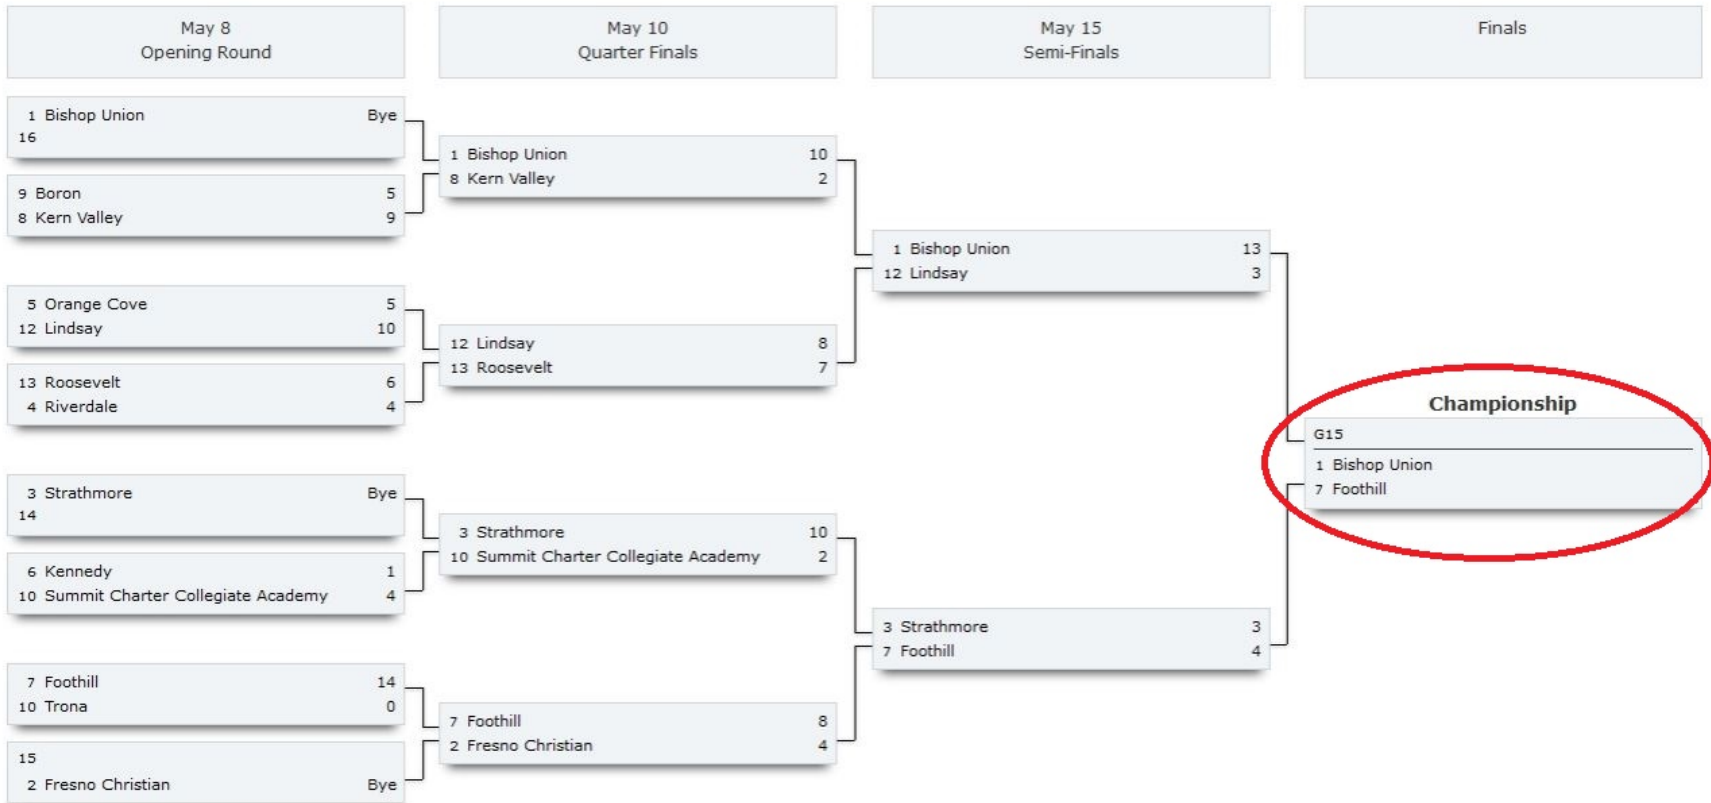 May 8
Opening Round
May 10
Quarter Finals
May 15
Semi-Finals
Finals
1 Bishop Union Bye
16
9 Boron 5
8 Kern Valley 9
5 Orange Cove 5
12 Lindsay 10
13 Roosevelt 6
4 Riverdale 4
3 Strathmore Bye
14
6 Kennedy 1
10 Summit Charter Collegiate Academy 4
7 Foothill 14
10 Trona 0
15
2 Fresno Christian Bye
1 Bishop Union 10
8 Kern Valley 2
12 Lindsay 8
13 Roosevelt 7
3 Strathmore 10
10 Summit Charter Collegiate Academy 2
7 Foothill 8
2 Fresno Christian 4
1 Bishop Union 13
12 Lindsay 3
3 Strathmore 3
7 Foothill 4
Championship
G15
1 Bishop Union
7 Foothill